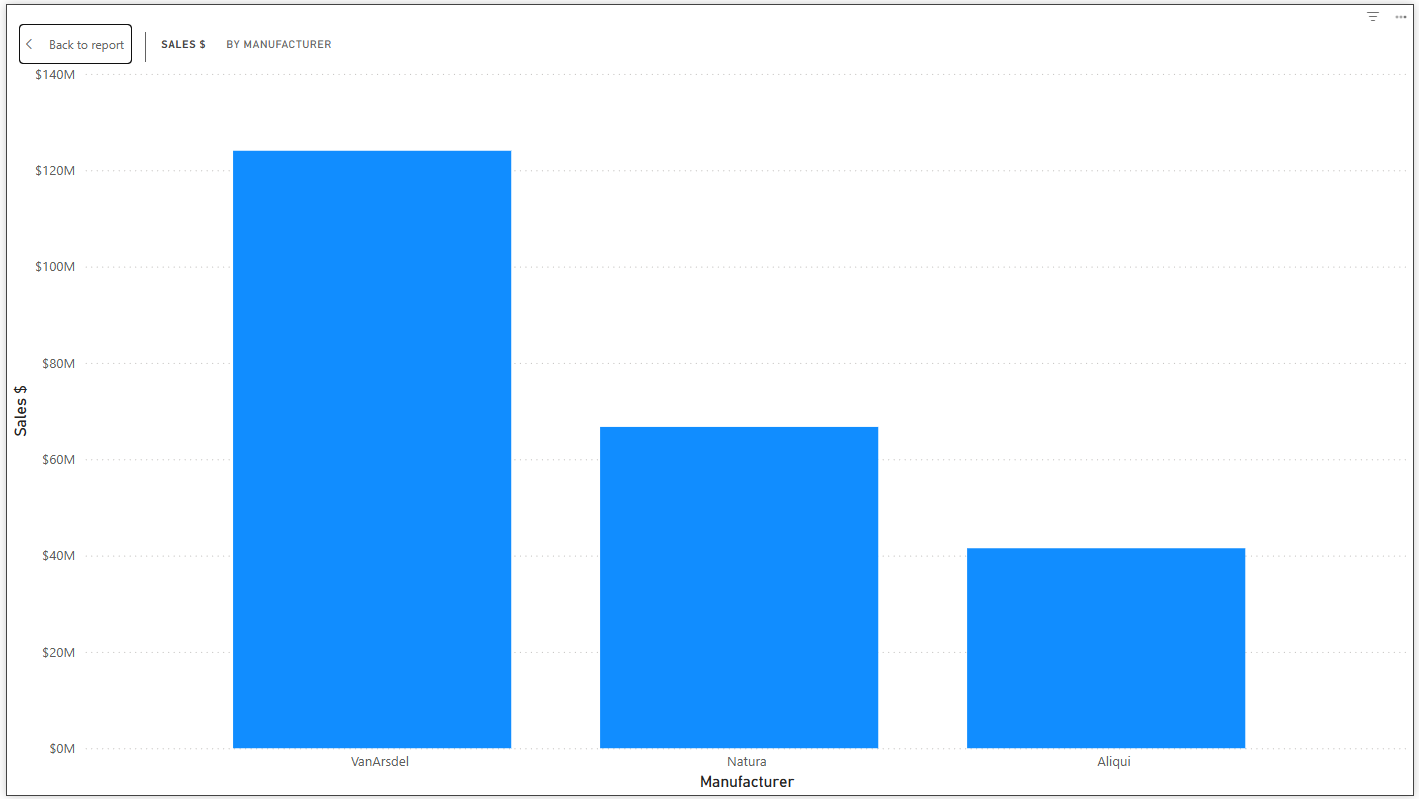 Back to report
SALES $ BY MANUFACTURER
$140M
$120M
$100M
$80M
$60M
$40M
$20M
$0M
Sales $
VanArsdel Natura Aliqui
Manufacturer